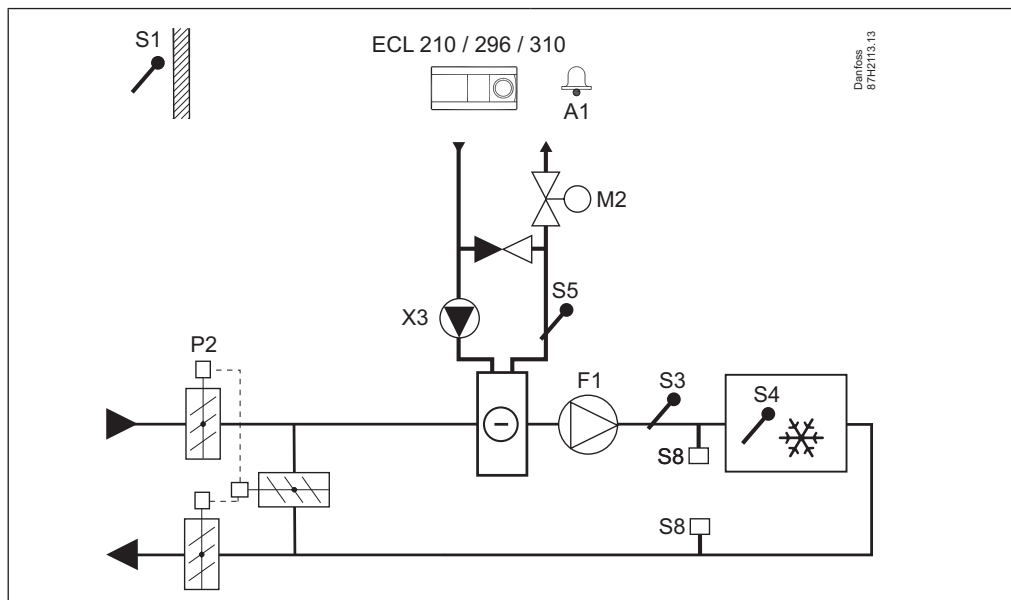 S1
ECL 210 / 296 / 310
A1
Danfoss
87H2113.13
M2
S5
X3
P2
F1
S3
S4
S8
S8